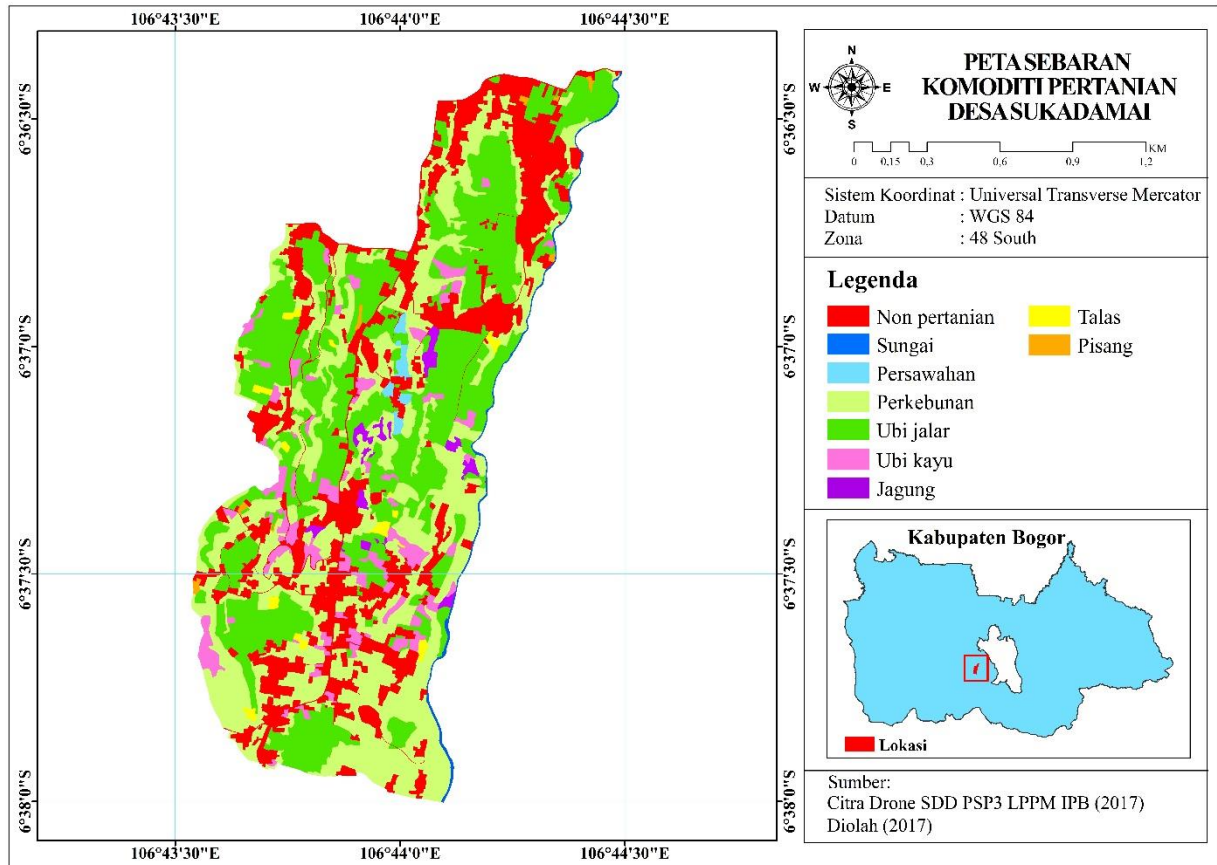 106°43'30"E 106°44'0"E 106°44'30"E
6°36'30"S
6°37'0"S
6°37'30"S
6°38'0"S
6°36'30"S
6°37'0"S
6°37'30"S
6°38'0"S
106°43'30"E 106°44'0"E 106°44'30"E
N
W E
S
PETA SEBARAN
KOMODITI PERTANIAN
DESA SUKADAMAI
KM
0 0,15 0,3 0,6 0,9 1,2
Sistem Koordinat : Universal Transverse Mercator
Datum : WGS 84
Zona : 48 South
Legenda
Non pertanian
Sungai
Persawahan
Perkebunan
Ubi jalar
Ubi kayu
Jagung
Talas
Pisang
Kabupaten Bogor
Lokasi
Sumber:
Citra Drone SDD PSP3 LPPM IPB (2017)
Diolah (2017)